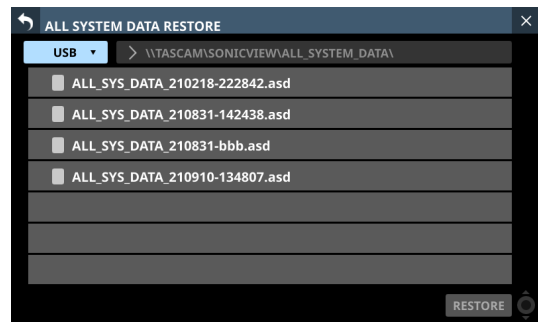 ALL SYSTEM DATA RESTORE
USB
\\TASCAM\SONICVIEW\ALL_SYSTEM_DATA\
ALL_SYS_DATA_210218-222842.asd
ALL_SYS_DATA_210831-142438.asd
ALL_SYS_DATA_210831-bbb.asd
ALL_SYS_DATA_210910-134807.asd
RESTORE